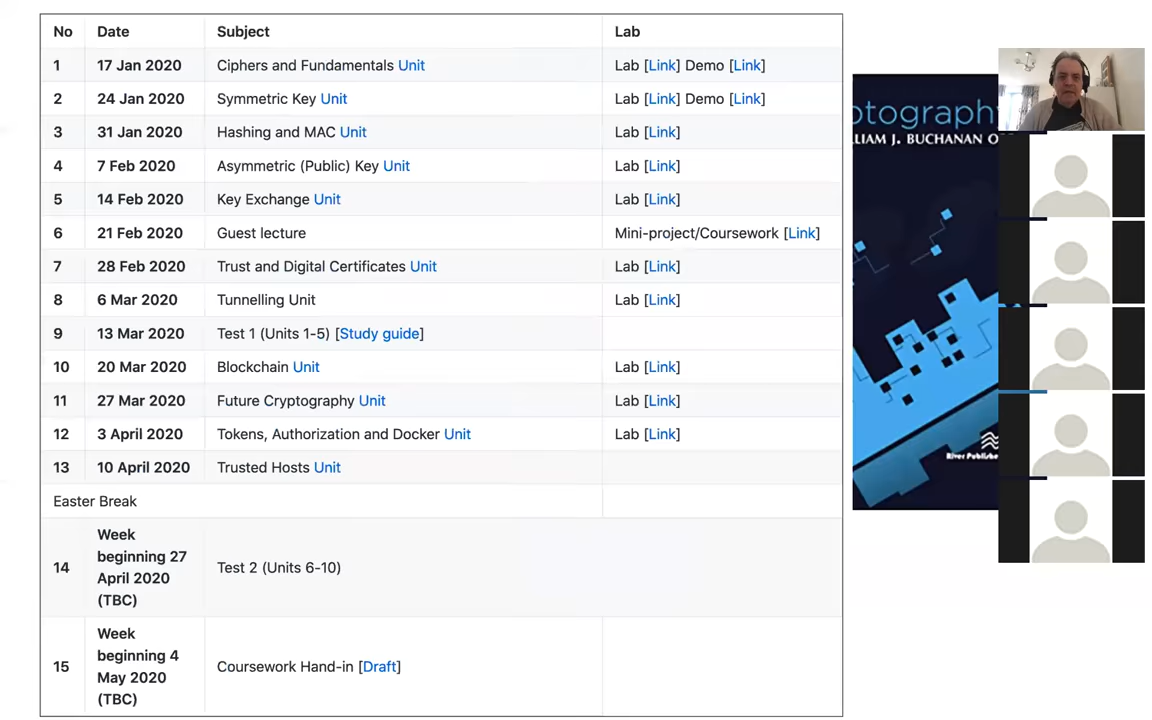 No Date Subject Lab
1 17 Jan 2020 Ciphers and Fundamentals Unit Lab [Link] Demo [Link]
2 24 Jan 2020 Symmetric Key Unit Lab [Link] Demo [Link]
3 31 Jan 2020 Hashing and MAC Unit Lab [Link]
4 7 Feb 2020 Asymmetric (Public) Key Unit Lab [Link]
5 14 Feb 2020 Key Exchange Unit Lab [Link]
6 21 Feb 2020 Guest lecture Mini-project/Coursework [Link]
7 28 Feb 2020 Trust and Digital Certificates Unit Lab [Link]
8 6 Mar 2020 Tunnelling Unit Lab [Link]
9 13 Mar 2020 Test 1 (Units 1-5) [Study guide]
10 20 Mar 2020 Blockchain Unit Lab [Link]
11 27 Mar 2020 Future Cryptography Unit Lab [Link]
12 3 April 2020 Tokens, Authorization and Docker Unit Lab [Link]
13 10 April 2020 Trusted Hosts Unit
Easter Break
Week
beginning 27
14 April 2020 Test 2 (Units 6-10)
(TBC)
Week
beginning 4
15 May 2020 Coursework Hand-in [Draft]
(TBC)
otography
LIAM J. BUCHANAN O
River Publishe